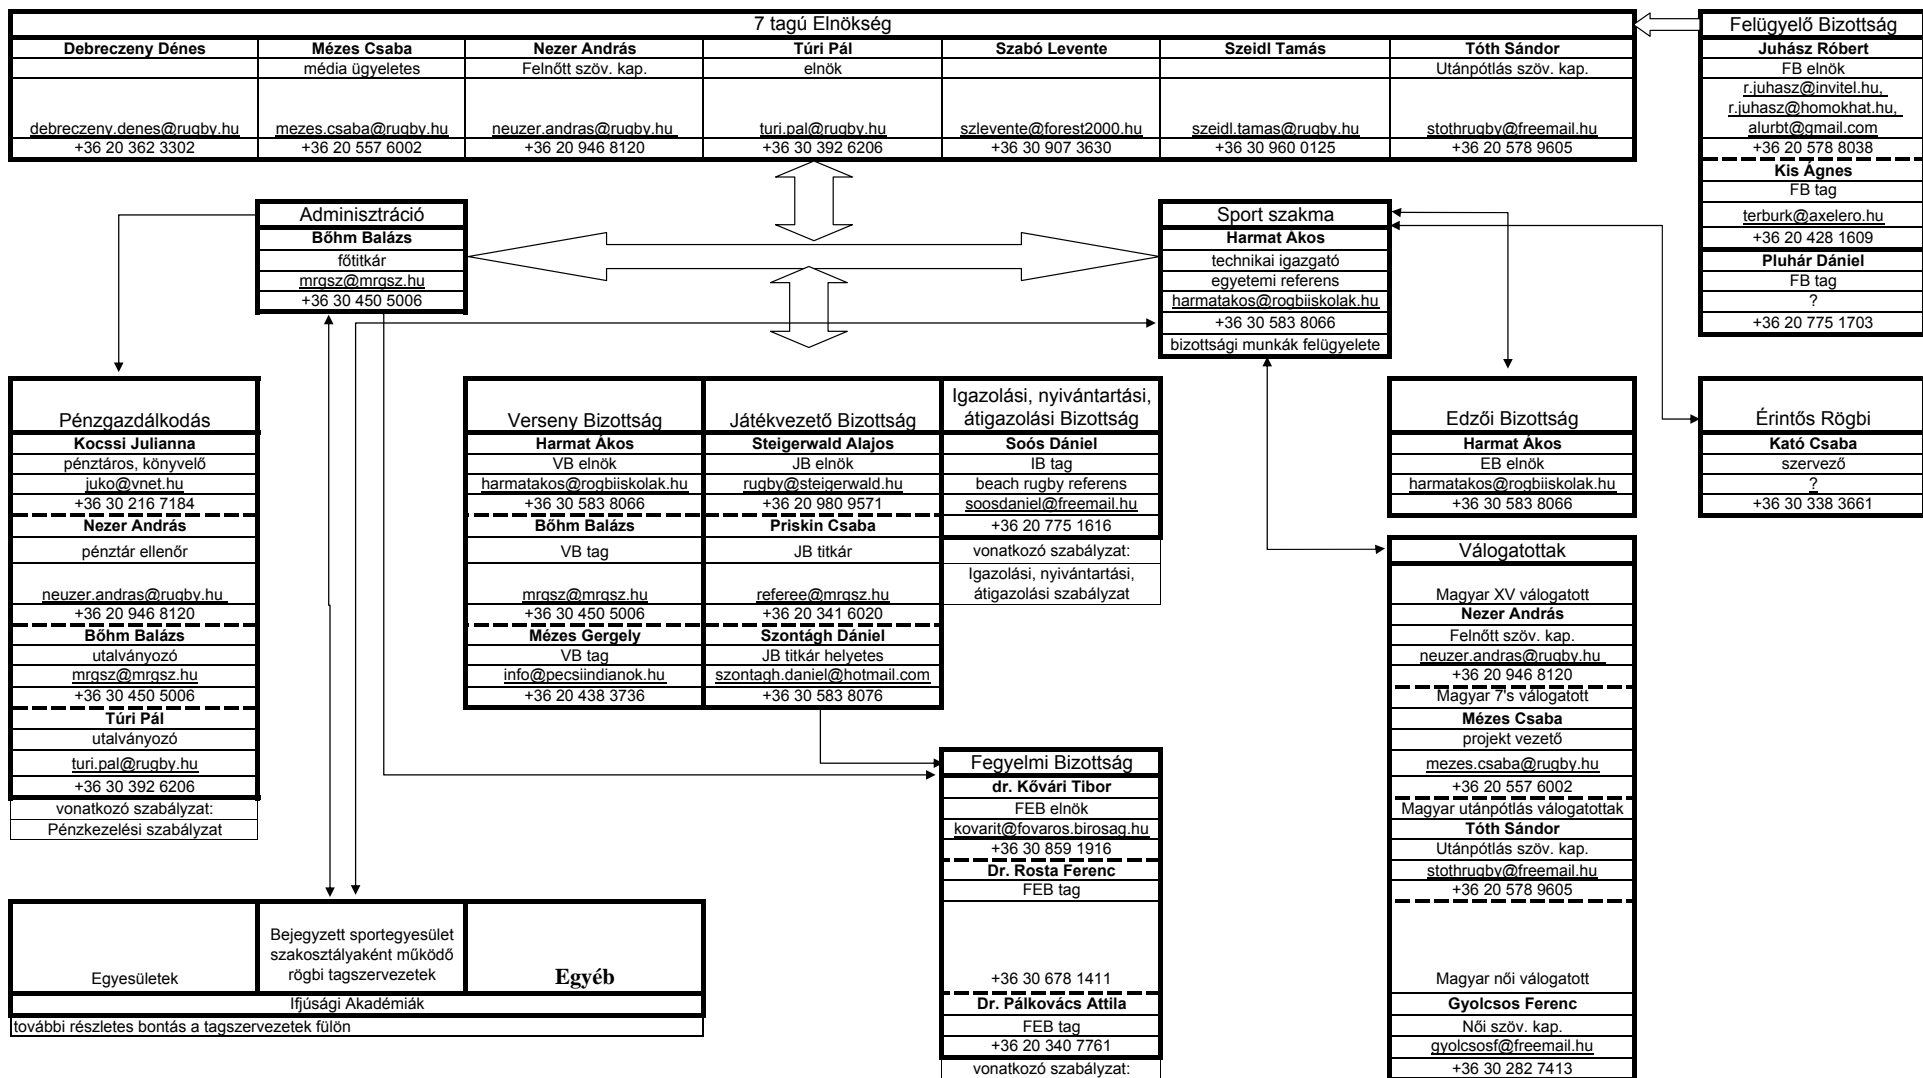 7 tagú Elnökség
Debreczeny Dénes
debreczeny.denes@rugby.hu
+36 20 362 3302
Mézes Csaba
média ügyeletes
mezes.csaba@rugby.hu
+36 20 557 6002
Nezer András
Felnőtt szöv. kap.
neuzer.andras@rugby.hu
+36 20 946 8120
Túri Pál
elnök
turi.pal@rugby.hu
+36 30 392 6206
Szabó Levente
szlevente@forest2000.hu
+36 30 907 3630
Szeidl Tamás
szeidl.tamas@rugby.hu
+36 30 960 0125
Tóth Sándor
Utánpótlás szöv. kap.
stothrugby@freemail.hu
+36 20 578 9605
Felügyelő Bizottság
Juhász Róbert
FB elnök
r.juhasz@invitel.hu,
r.juhasz@homokhat.hu,
alurbt@gmail.com
+36 20 578 8038
Kis Ágnes
FB tag
terburk@axelero.hu
+36 20 428 1609
Pluhár Dániel
FB tag
?
+36 20 775 1703
Adminisztráció
Bőhm Balázs
főtitkár
mrgsz@mrgsz.hu
+36 30 450 5006
Sport szakma
Harmat Ákos
technikai igazgató
egyetemi referens
harmatakos@rogbiiskolak.hu
+36 30 583 8066
bizottsági munkák felügyelete
Pénzgazdálkodás
Kocssi Julianna
pénztáros, könyvelő
juko@vnet.hu
+36 30 216 7184
Nezer András
pénztár ellenőr
neuzer.andras@rugby.hu
+36 20 946 8120
Bőhm Balázs
utalványozó
mrgsz@mrgsz.hu
+36 30 450 5006
Túri Pál
utalványozó
turi.pal@rugby.hu
+36 30 392 6206
vonatkozó szabályzat:
Pénzkezelési szabályzat
Verseny Bizottság
Harmat Ákos
VB elnök
harmatakos@rogbiiskolak.hu
+36 30 583 8066
Bőhm Balázs
VB tag
mrgsz@mrgsz.hu
+36 30 450 5006
Mézes Gergely
VB tag
info@pecsiindianok.hu
+36 20 438 3736
Játékvezető Bizottság
Steigerwald Alajos
JB elnök
rugby@steigerwald.hu
+36 20 980 9571
Priskin Csaba
JB titkár
referee@mrgsz.hu
+36 20 341 6020
Szontágh Dániel
JB titkár helyetes
szontagh.daniel@hotmail.com
+36 30 583 8076
Igazolási, nyivántartási,
átigazolási Bizottság
Soós Dániel
IB tag
beach rugby referens
soosdaniel@freemail.hu
+36 20 775 1616
vonatkozó szabályzat:
Igazolási, nyivántartási,
átigazolási szabályzat
Edzői Bizottság
Harmat Ákos
EB elnök
harmatakos@rogbiiskolak.hu
+36 30 583 8066
Érintős Rögbi
Kató Csaba
szervező
?
+36 30 338 3661
Válogatottak
Magyar XV válogatott
Nezer András
Felnőtt szöv. kap.
neuzer.andras@rugby.hu
+36 20 946 8120
Magyar 7's válogatott
Mézes Csaba
projekt vezető
mezes.csaba@rugby.hu
+36 20 557 6002
Magyar utánpótlás válogatottak
Tóth Sándor
Utánpótlás szöv. kap.
stothrugby@freemail.hu
+36 20 578 9605
Magyar női válogatott
Gyolcsos Ferenc
Női szöv. kap.
gyolcsosf@freemail.hu
+36 30 282 7413
Fegyelmi Bizottság
dr. Kővári Tibor
FEB elnök
kovarit@fovaros.birosag.hu
+36 30 859 1916
Dr. Rosta Ferenc
FEB tag
+36 30 678 1411
Dr. Pálkovács Attila
FEB tag
+36 20 340 7761
vonatkozó szabályzat:
Egyesületek
Bejegyzett sportegyesület
szakosztályaként működő
rögbi tagszervezetek
Egyéb
Ifjúsági Akadémiák
további részletes bontás a tagszervezetek fülön